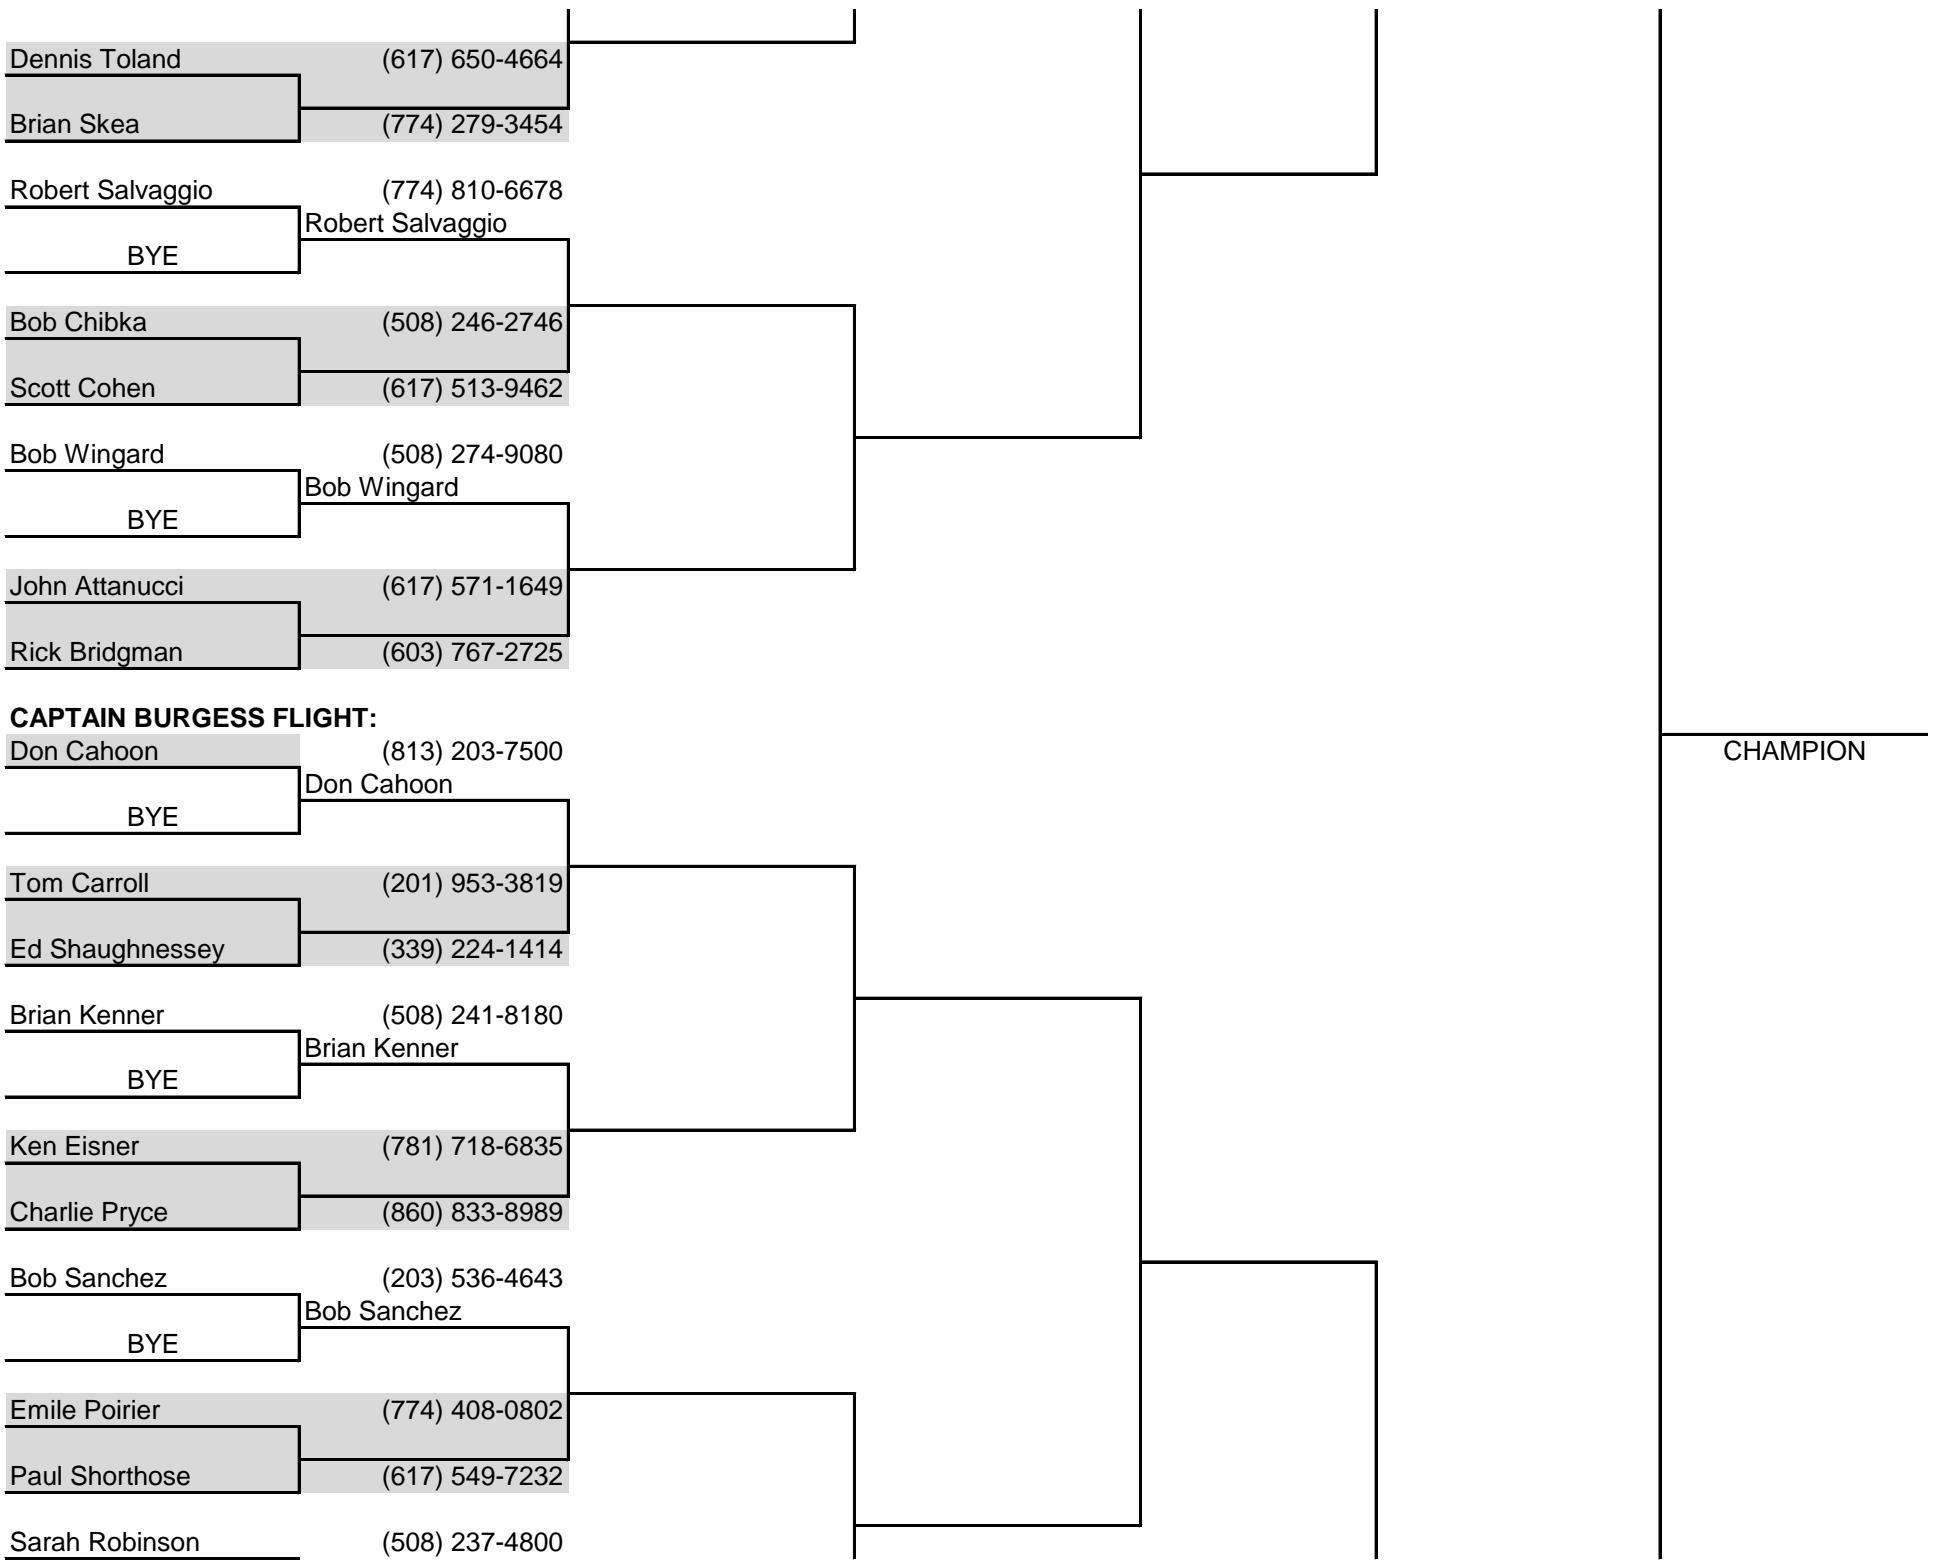 Dennis Toland (617) 650-4664
Brian Skea (774) 279-3454
Robert Salvaggio (774) 810-6678
Robert Salvaggio
BYE
Bob Chibka (508) 246-2746
Scott Cohen (617) 513-9462
Bob Wingard (508) 274-9080
Bob Wingard
BYE
John Attanucci (617) 571-1649
Rick Bridgman (603) 767-2725
CAPTAIN BURGESS FLIGHT:
Don Cahoon (813) 203-7500 CHAMPION
Don Cahoon
BYE
Tom Carroll (201) 953-3819
Ed Shaughnessey (339) 224-1414
Brian Kenner (508) 241-8180
Brian Kenner
BYE
Ken Eisner (781) 718-6835
Charlie Pryce (860) 833-8989
Bob Sanchez (203) 536-4643
Bob Sanchez
BYE
Emile Poirier (774) 408-0802
Paul Shorthose (617) 549-7232
Sarah Robinson (508) 237-4800